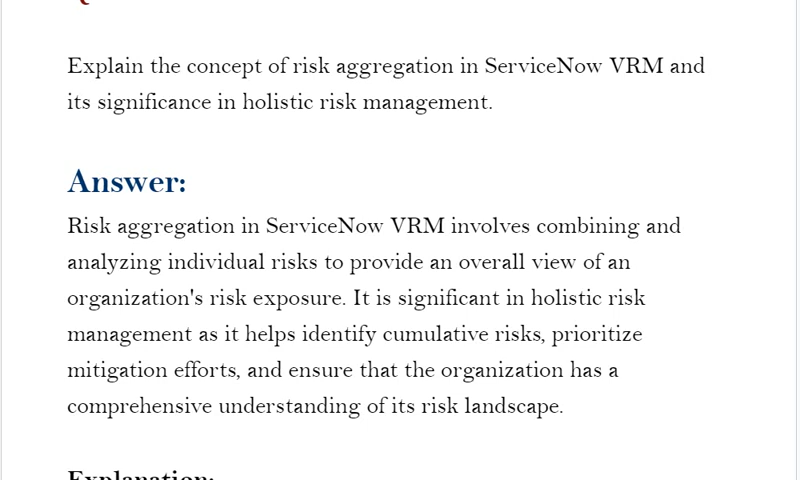 Explain the concept of risk aggregation in ServiceNow VRM and
its significance in holistic risk management.
Answer:
Risk aggregation in ServiceNow VRM involves combining and
analyzing individual risks to provide an overall view of an
organization's risk exposure. It is significant in holistic risk
management as it helps identify cumulative risks, prioritize
mitigation efforts, and ensure that the organization has a
comprehensive understanding of its risk landscape.
Explanation: